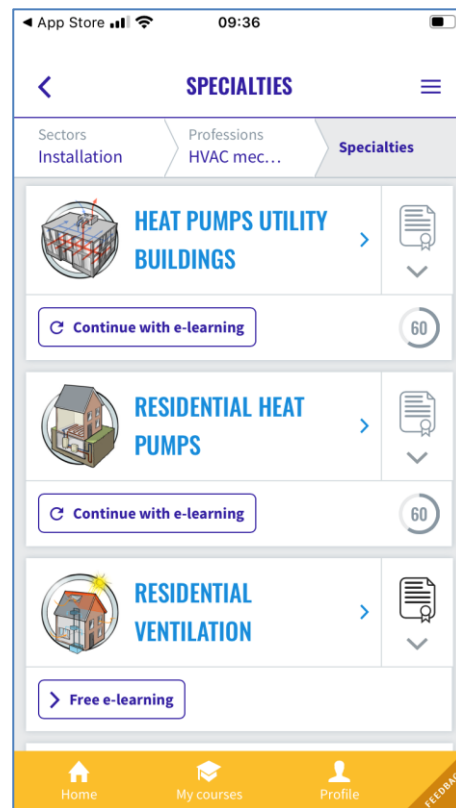 App Store
09:36
SPECIALTIES
Sectors
Installation
Professions
HVAC mec...
Specialties
HEAT PUMPS UTILITY
BUILDINGS
Continue with e-learning
60
RESIDENTIAL HEAT
PUMPS
Continue with e-learning
60
RESIDENTIAL
VENTILATION
Free e-learning
Home
My courses
Profile